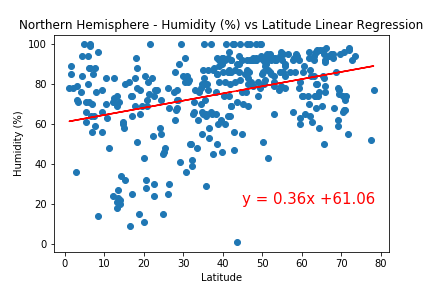 Northern Hemisphere - Humidity (%) vs Latitude Linear Regression
100
80
60
40
20
0
Humidity (%)
y = 0.36x +61.06
0 10 20 30 40 50 60 70 80
Latitude